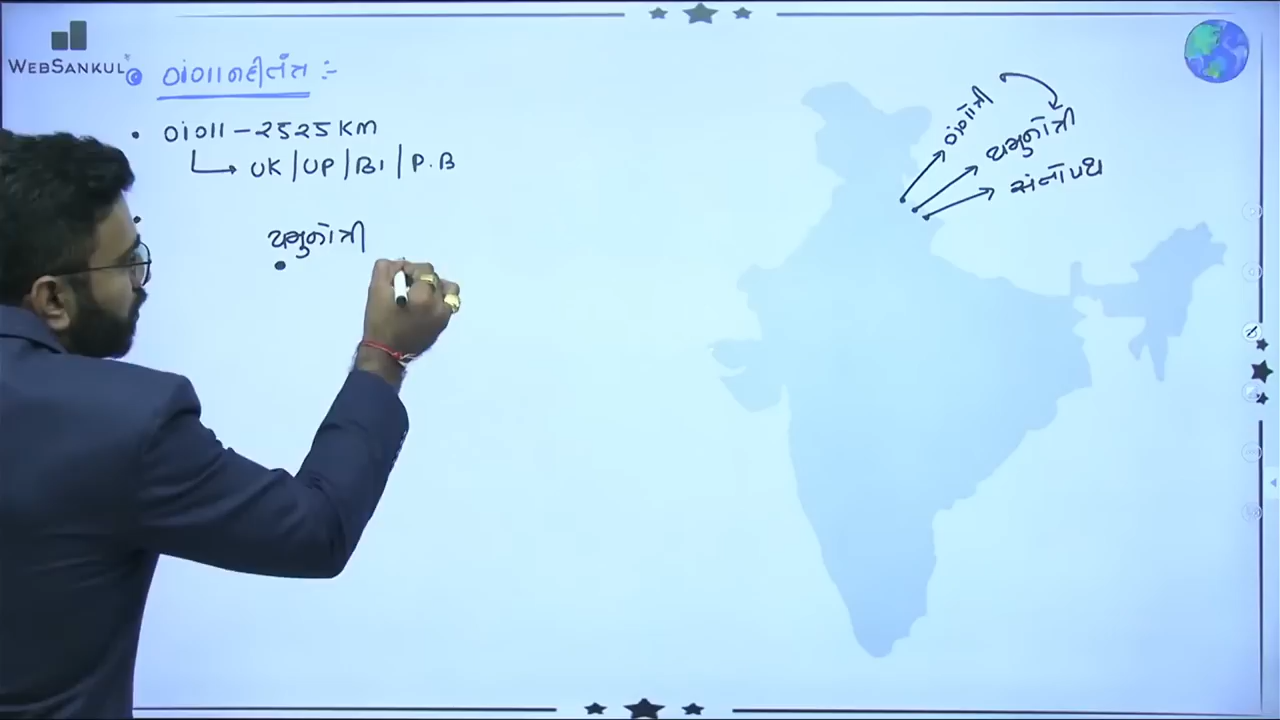 WEBSANKUL
ગંગા નદીતંત્ર :-
ગંગા – 2525 KM
UK / UP / BI / P.B
યમુનોત્રી
ગંગોત્રી
યમુનોત્રી
સંતોપથ